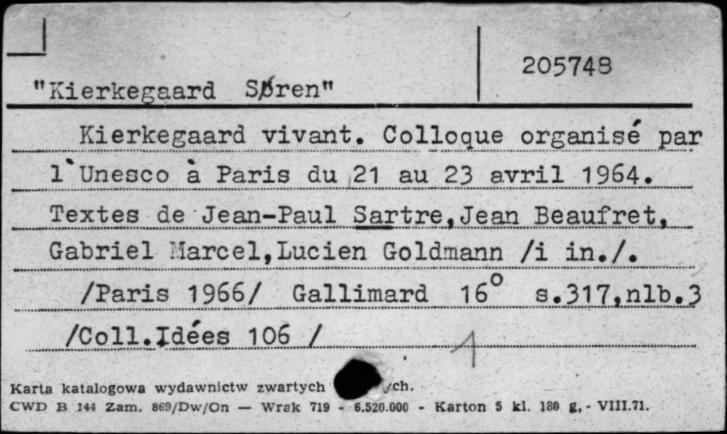 205748
"Kierkegaard Søren"
Kierkegaard vivant. Colloque organisé par
l`Unesco à Paris du 21 au 23 avril 1964.
Textes de Jean-Paul Sartre,Jean Beaufret,
Gabriel Marcel,Lucien Goldmann /i in./.
/Paris 1966/ Gallimard 16° s.317,nlb.3
/Coll.Idées 106 /
1
Karta katalogowa wydawnictw zwartych ych.
CWD B 144 Zam. 869/Dw/On — Wrak 719 - 6.520.000 - Karton 5 kl. 180 g,- VIII.71.